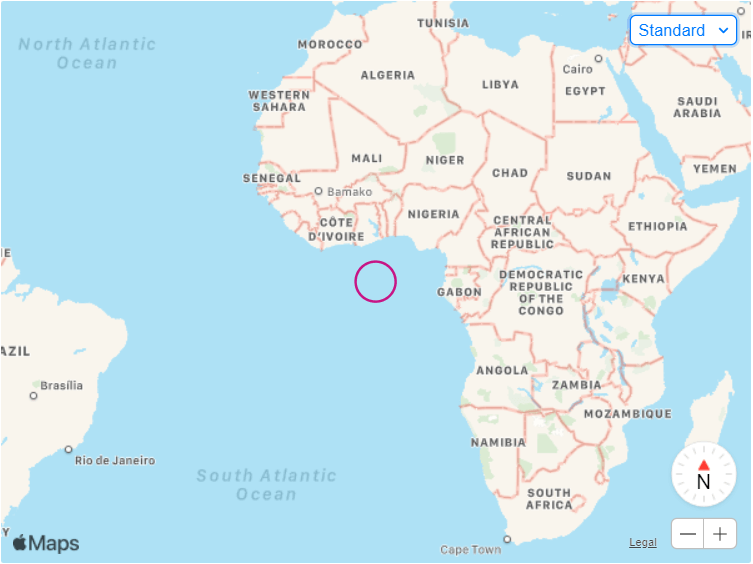 TUNISIA
North Atlantic
Ocean
MOROCCO
Standard
ALGERIA
LIBYA
Cairo
EGYPT
WESTERN
SAHARA
SAUDI
ARABIA
MALI
NIGER
CHAD
SUDAN
YEMEN
SENEGAL
Bamako
NIGERIA
CÔTE
D'IVOIRE
CENTRAL
AFRICAN
REPUBLIC
ETHIOPIA
GABON
DEMOCRATIC
REPUBLIC
OF THE
CONGO
KENYA
AZIL
Brasília
ANGOLA
ZAMBIA
MOZAMBIQUE
NAMIBIA
Rio de Janeiro
South Atlantic
Ocean
SOUTH
AFRICA
N
Maps
Cape Town
Legal